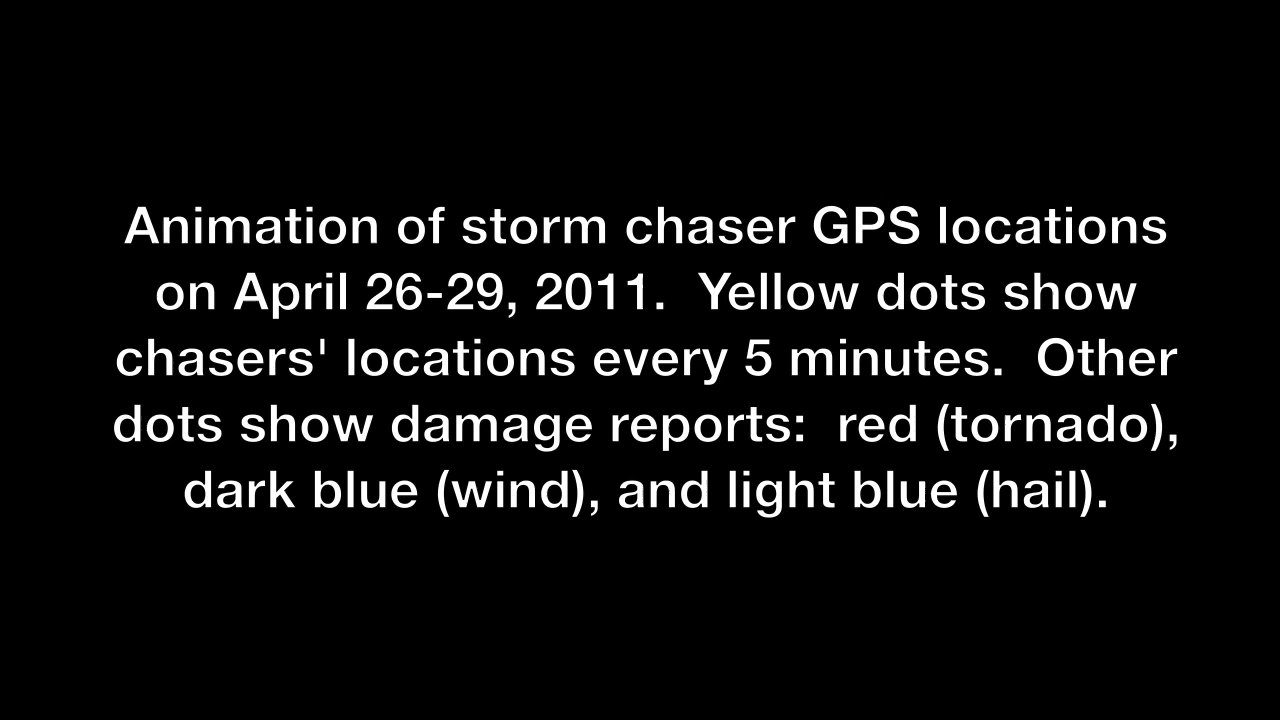 Animation of storm chaser GPS locations
on April 26-29, 2011.  Yellow dots show
chasers' locations every 5 minutes.  Other
dots show damage reports:  red (tornado),
dark blue (wind), and light blue (hail).